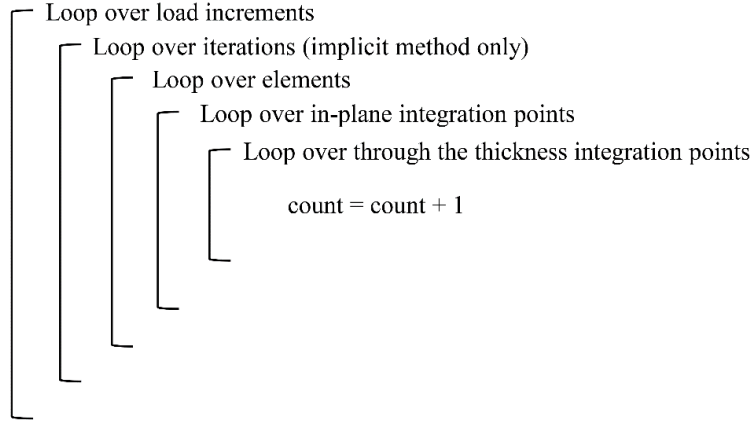 Loop over load increments
Loop over iterations (implicit method only)
Loop over elements
Loop over in-plane integration points
Loop over through the thickness integration points
count = count + 1